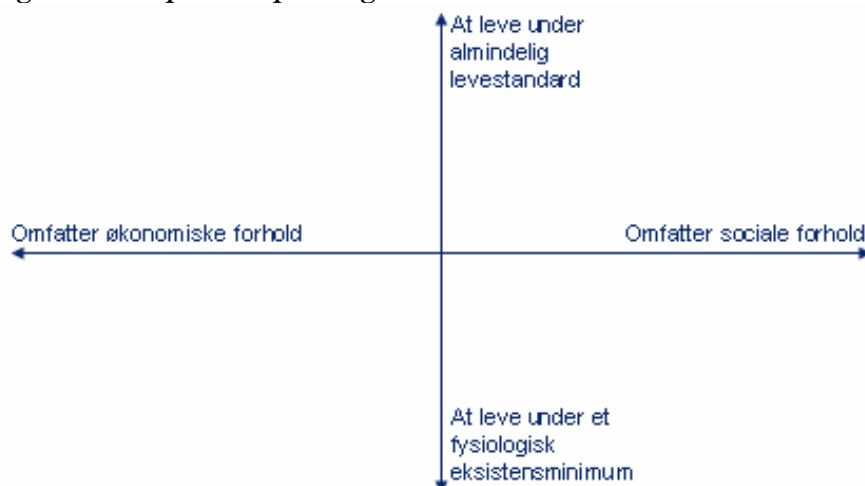 At leve under
almindelig
levestandard
Omfatter økonomiske forhold
Omfatter sociale forhold
At leve under et
fysiologisk
eksistensminimum